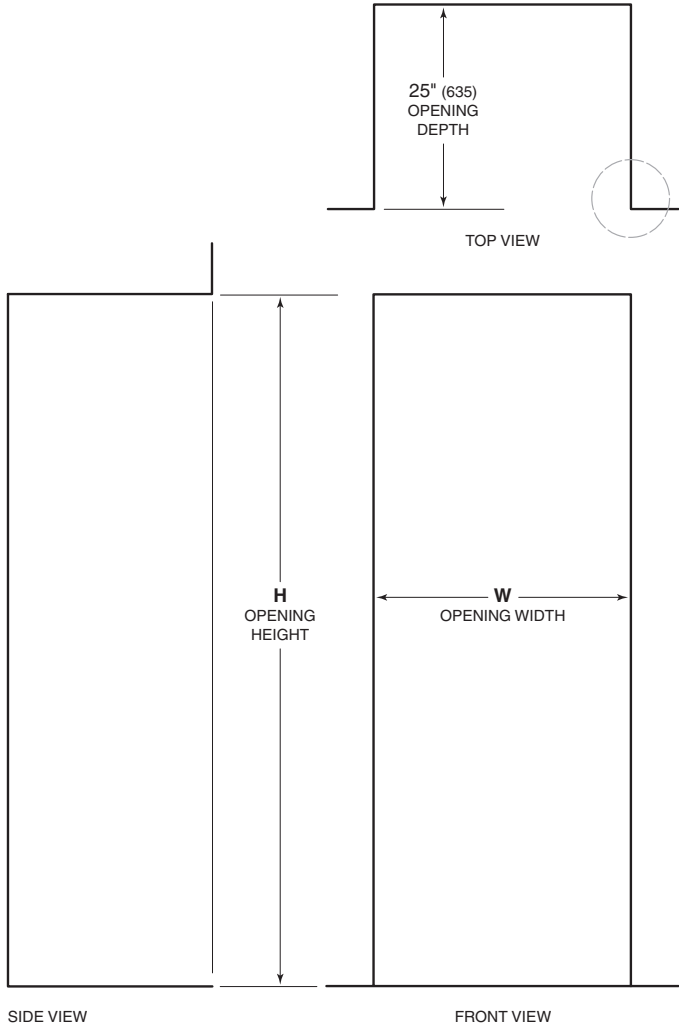 25" (635)
OPENING
DEPTH
TOP VIEW
H
OPENING
HEIGHT
W
OPENING WIDTH
SIDE VIEW
FRONT VIEW